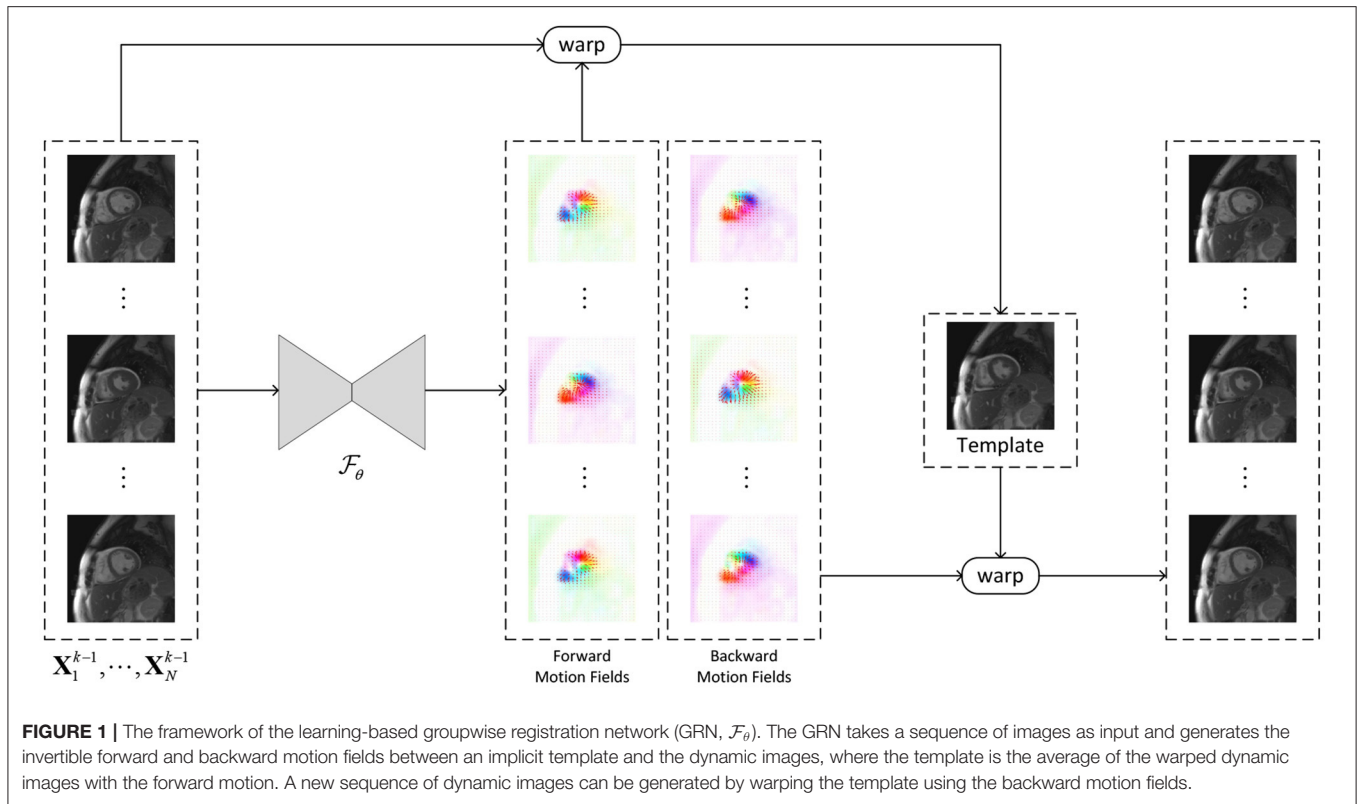 warp
⋮ ⋮ ⋮ ⋮
Template
ℱ_θ
⋮ ⋮ ⋮ ⋮
warp
X_1^{k-1}, ⋯, X_N^{k-1}
Forward
Motion Fields
Backward
Motion Fields
FIGURE 1 | The framework of the learning-based groupwise registration network (GRN, ℱ_θ). The GRN takes a sequence of images as input and generates the
invertible forward and backward motion fields between an implicit template and the dynamic images, where the template is the average of the warped dynamic
images with the forward motion. A new sequence of dynamic images can be generated by warping the template using the backward motion fields.